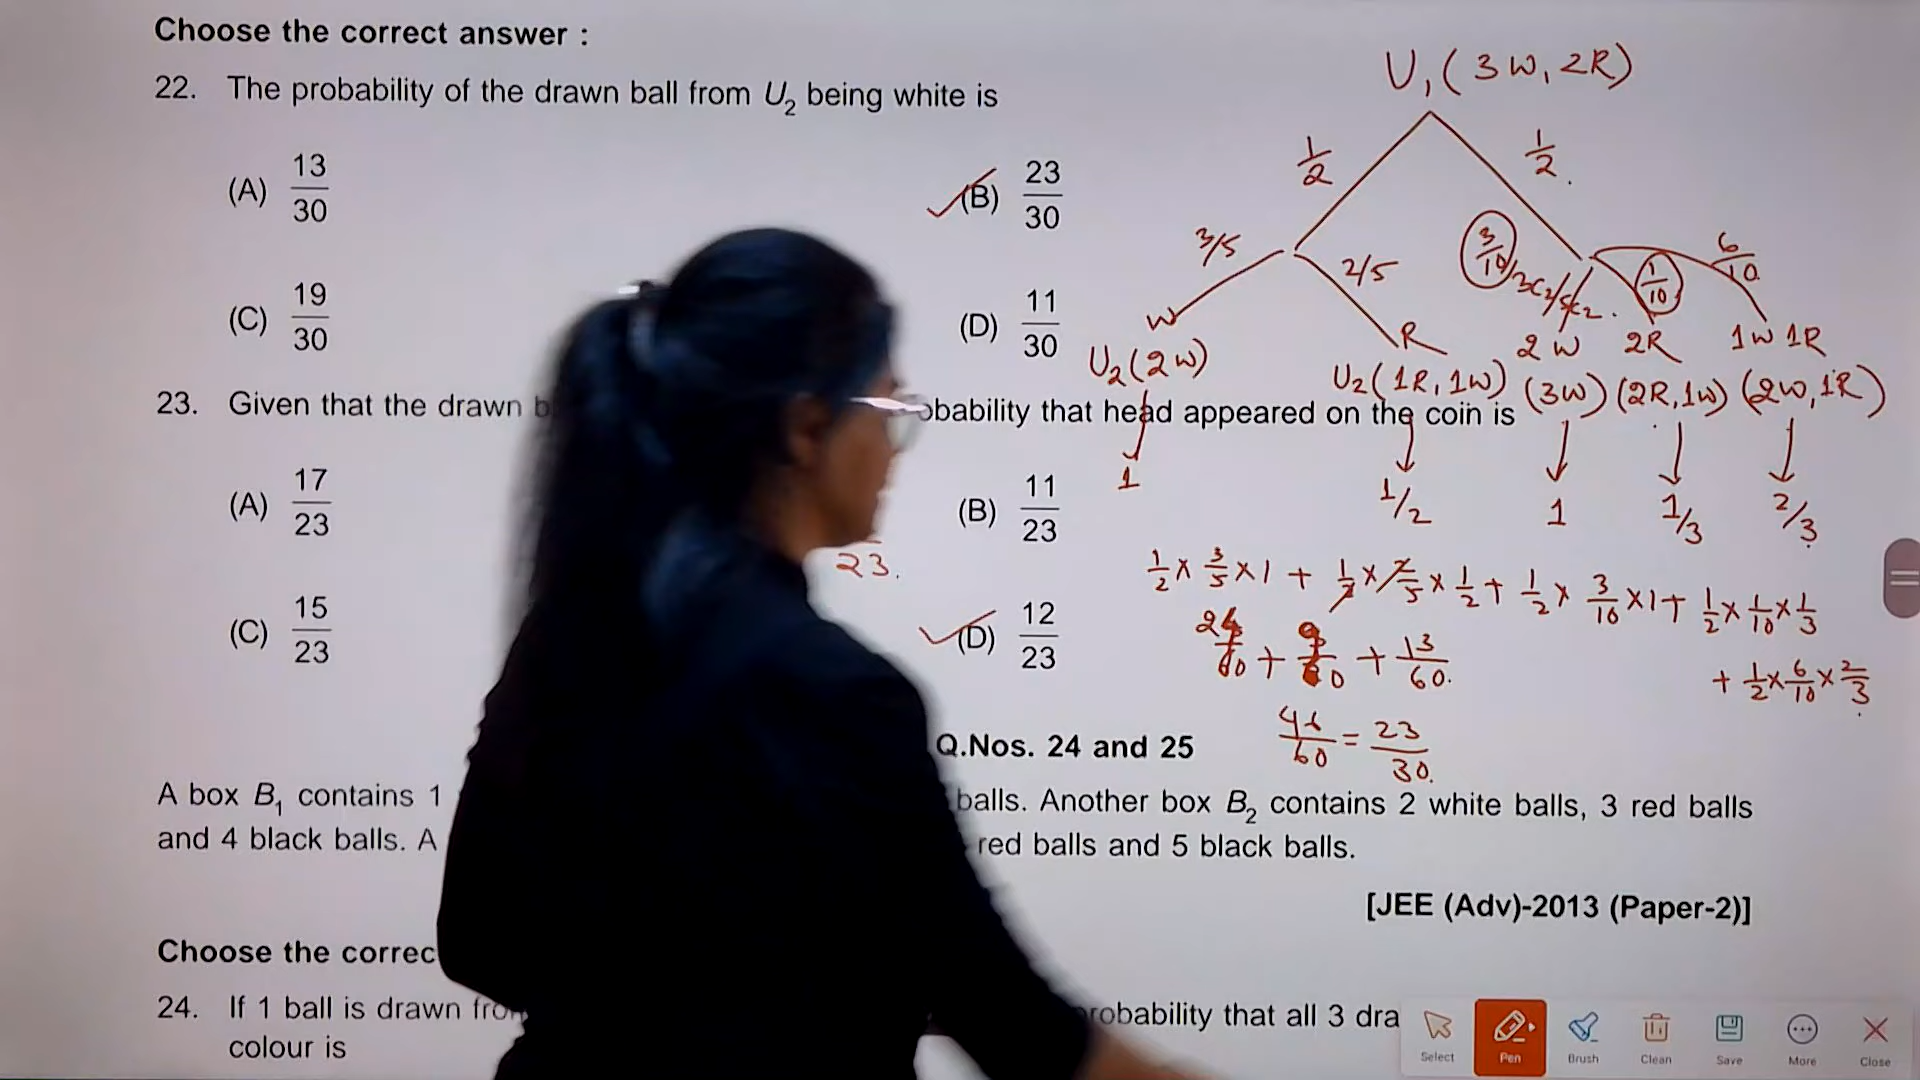 Choose the correct answer :
22. The probability of the drawn ball from U₂ being white is
(A) 13/30
(B) 23/30
(C) 19/30
(D) 11/30
23. Given that the drawn b
obability that head appeared on the coin is
(A) 17/23
(B) 11/23
(C) 15/23
(D) 12/23
23.
Q.Nos. 24 and 25
A box B₁ contains 1
balls. Another box B₂ contains 2 white balls, 3 red balls
and 4 black balls. A
red balls and 5 black balls.
[JEE (Adv)-2013 (Paper-2)]
Choose the correc
24. If 1 ball is drawn from
robability that all 3 dra
colour is
U₁(3W, 2R)
1/2 1/2.
3/5 2/5 3/10 3C2/5C2. 1/10 6/10
W R 2W 2R 1W 1R
U₂(2W) U₂(1R, 1W) (3W) (2R, 1W) (2W, 1R)
1 1/2 1 1/3 2/3
1/2 × 3/5 × 1 + 1/2 × 2/5 × 1/2 + 1/2 × 3/10 × 1 + 1/2 × 1/10 × 1/3
+ 1/2 × 6/10 × 2/3
24/60 + 9/60 + 13/60.
46/60 = 23/30.
Select Pen Brush Clean Save More Close